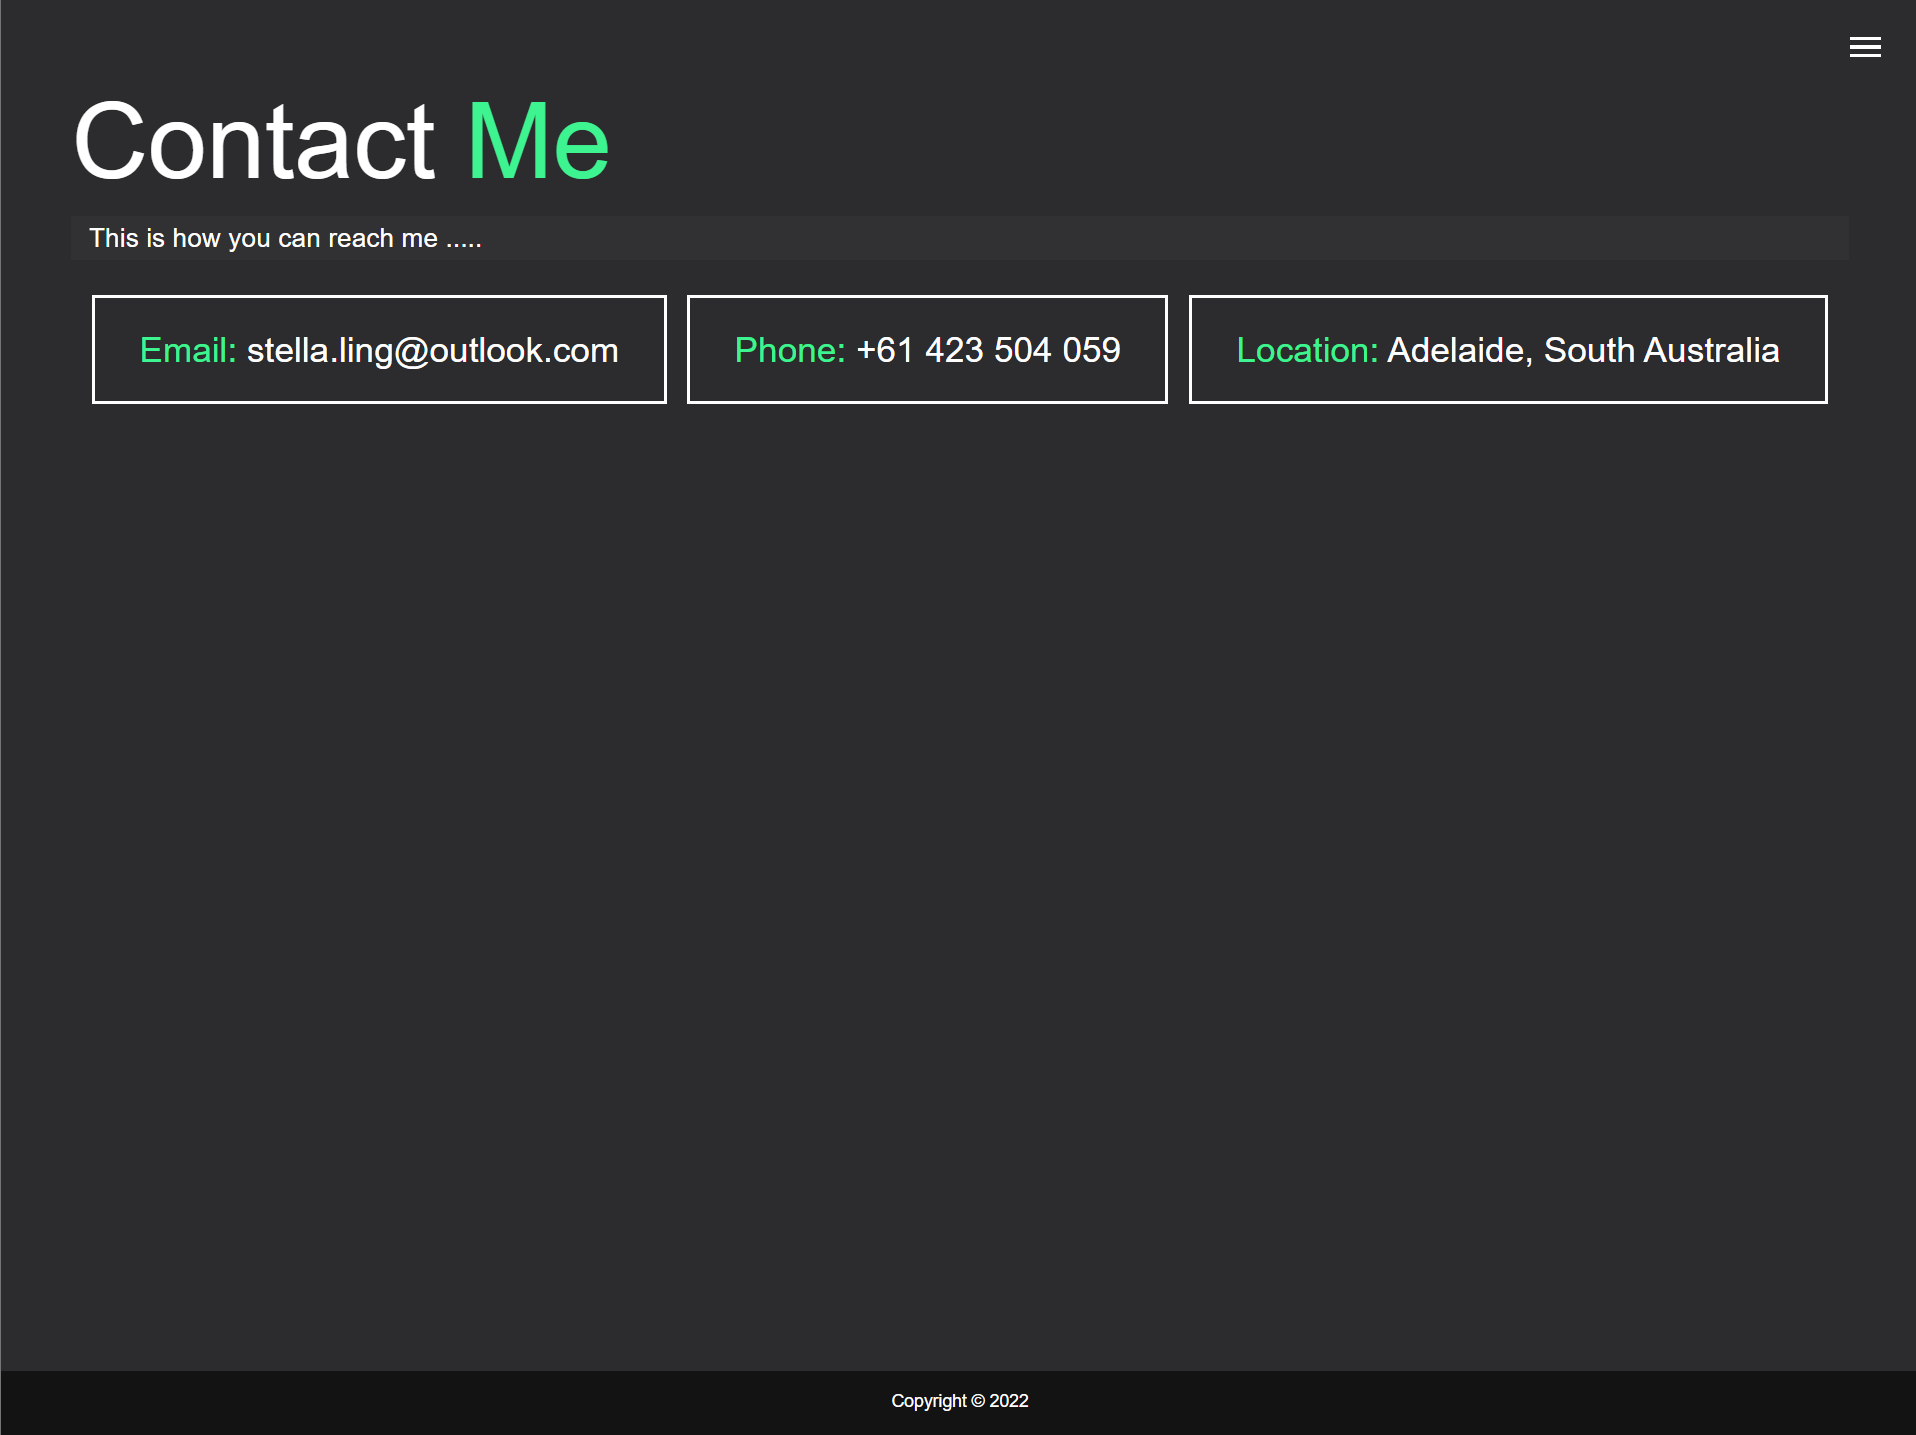 Contact Me
This is how you can reach me .....
Email: stella.ling@outlook.com
Phone: +61 423 504 059
Location: Adelaide, South Australia
Copyright © 2022